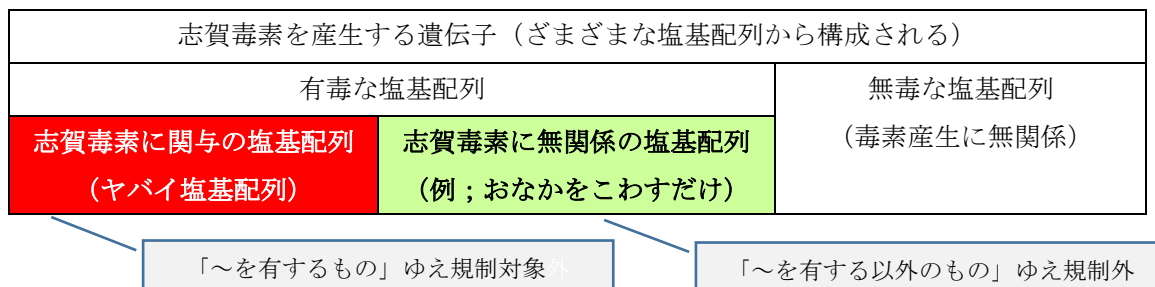 志賀毒素を産生する遺伝子（ざまざまな塩基配列から構成される）
有毒な塩基配列
無毒な塩基配列
（毒素産生に無関係）
志賀毒素に関与の塩基配列
（ヤバイ塩基配列）
志賀毒素に無関係の塩基配列
（例；おなかをこわすだけ）
「～を有するもの」ゆえ規制対象外
「～を有する以外のもの」ゆえ規制外